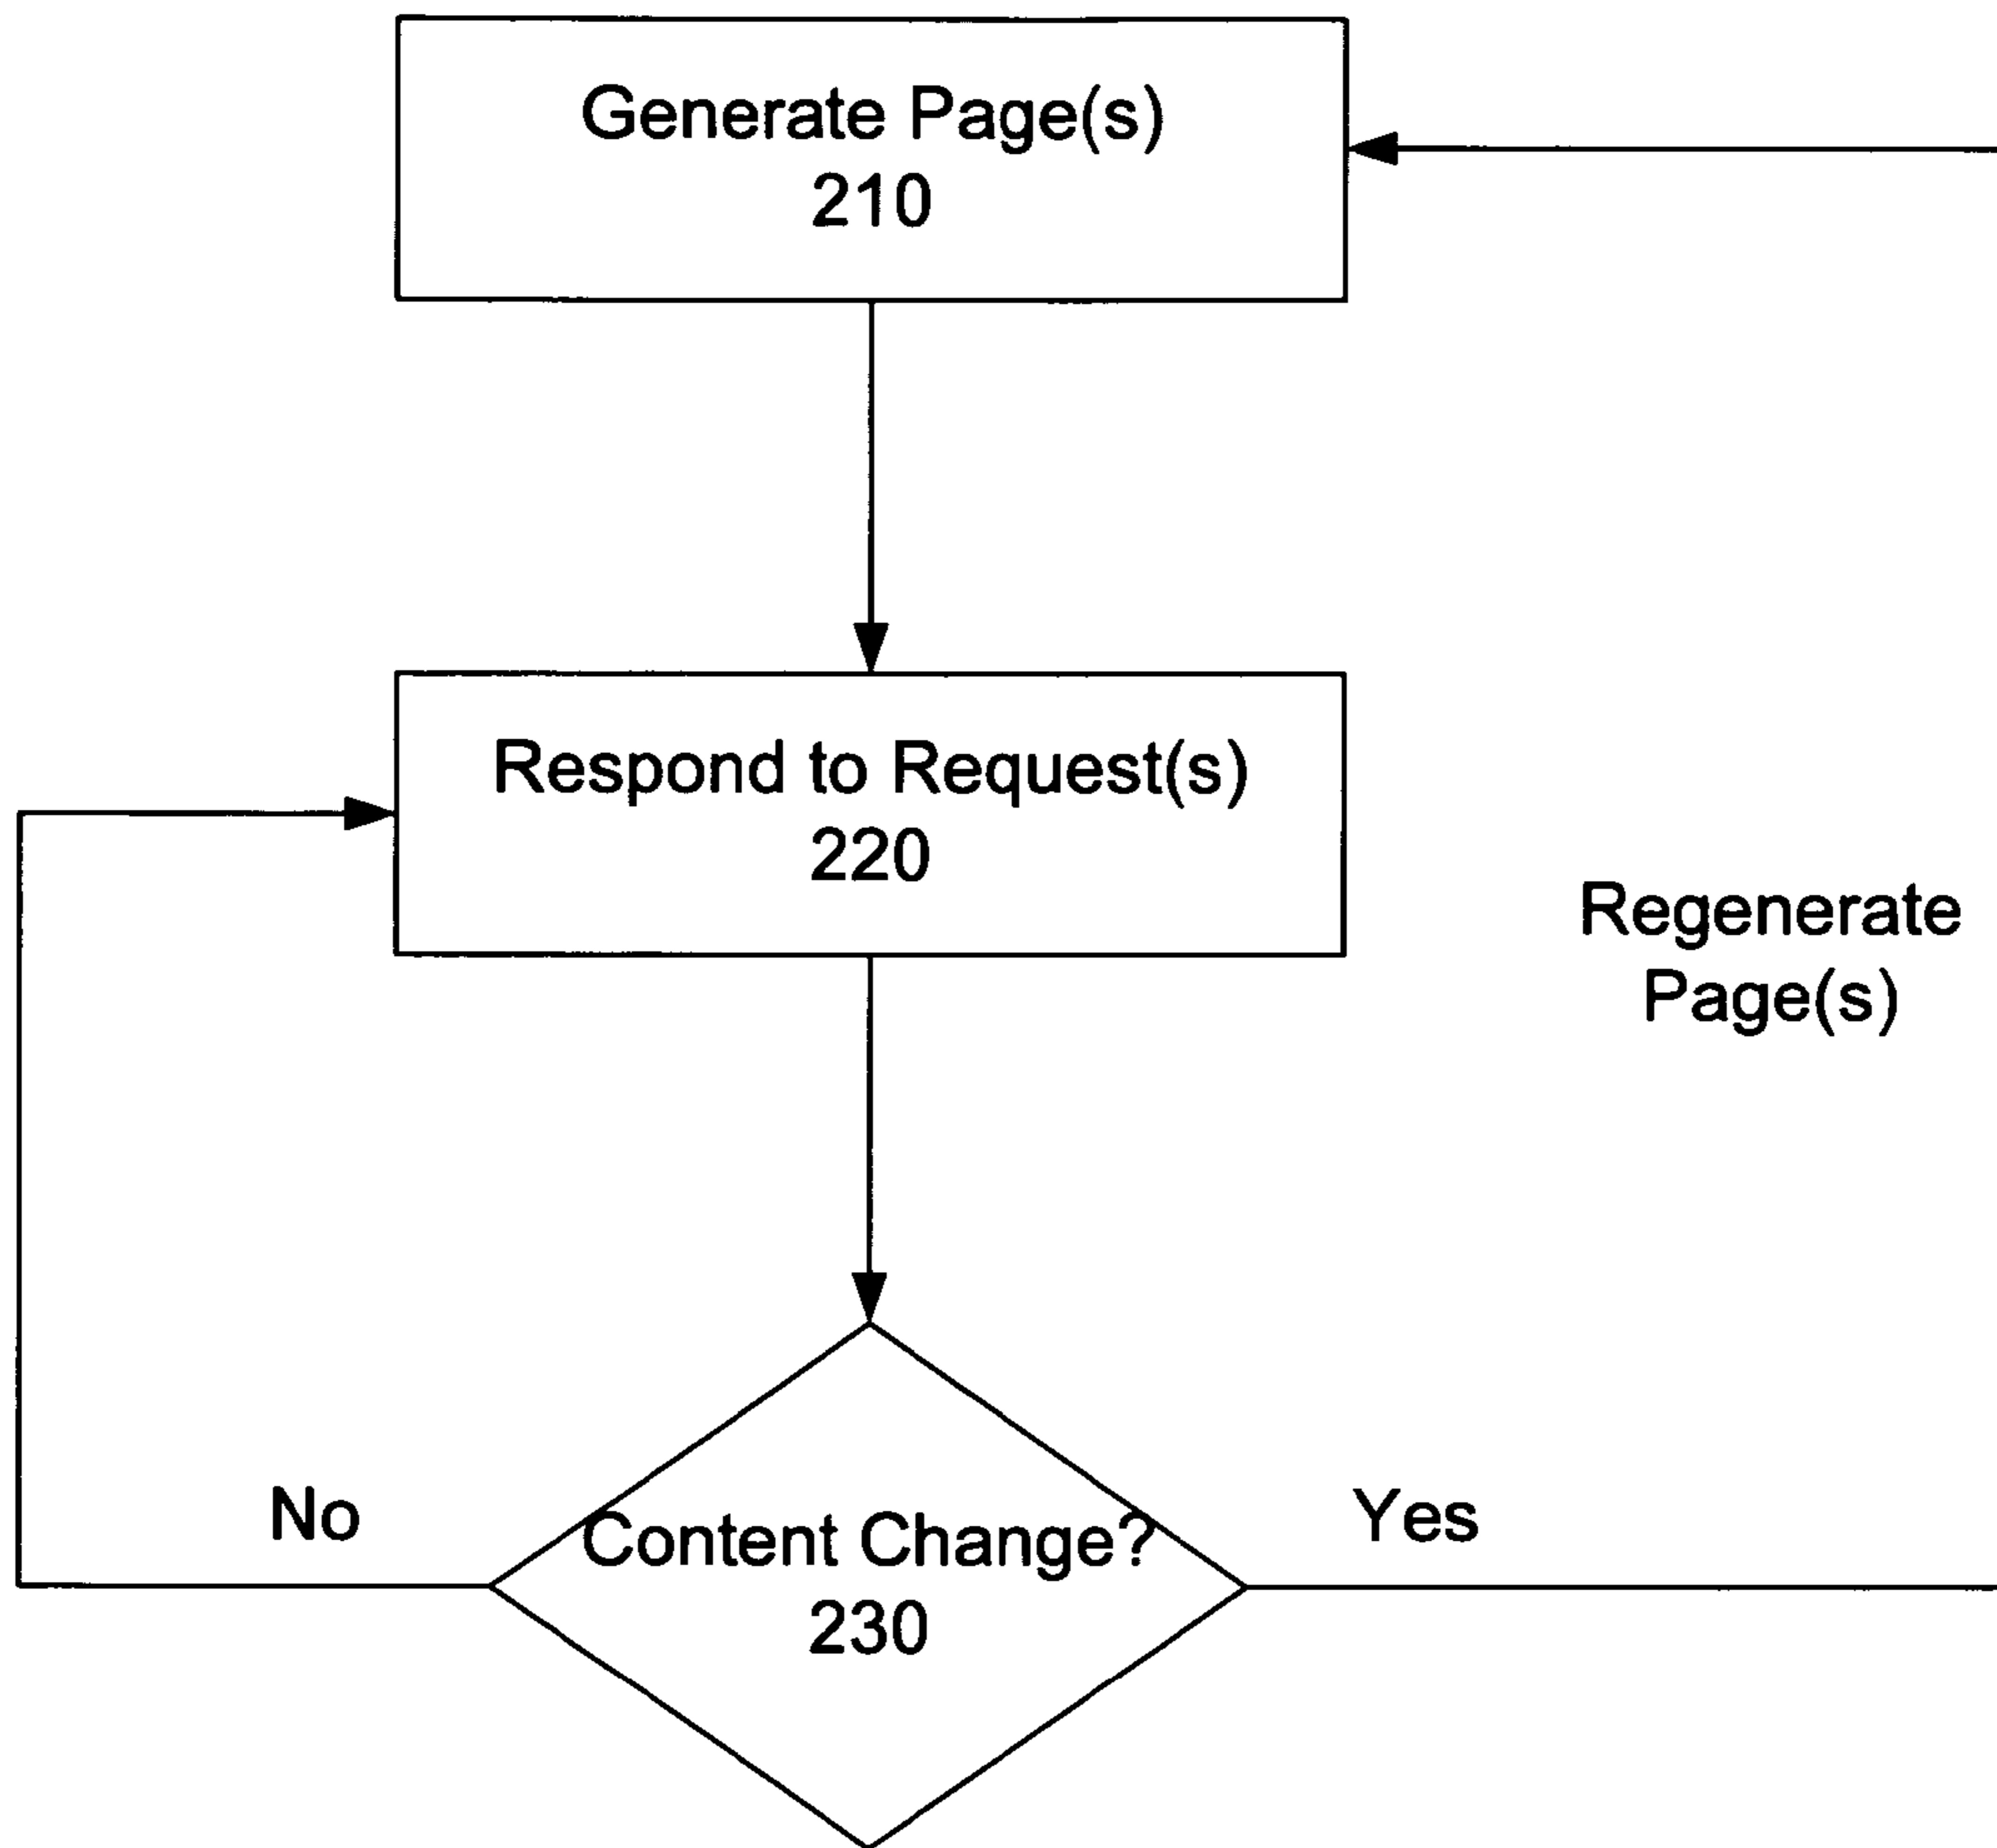 Generate Page(s)
210
Respond to Request(s)
220
Regenerate
Page(s)
No
Yes
Content Change?
230